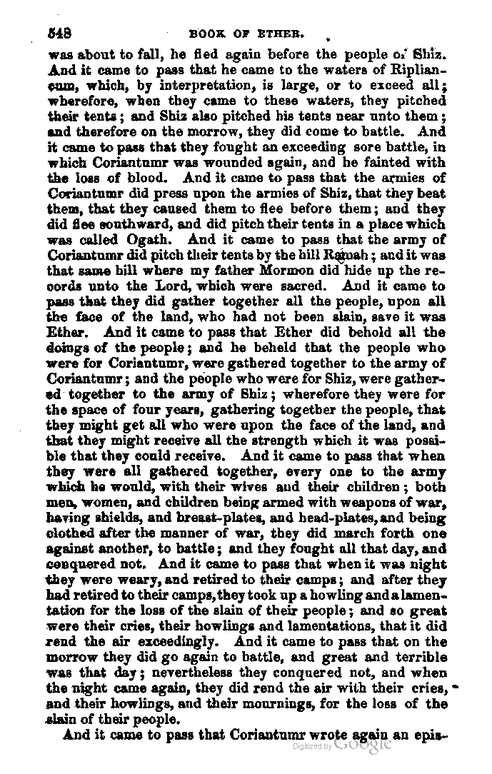 548 BOOK OF ETHER.
was about to fall, he fled again before the people of Shiz.
And it came to pass that he came to the waters of Riplian-
cum, which, by interpretation, is large, or to exceed all;
wherefore, when they came to these waters, they pitched
their tents; and Shiz also pitched his tents near unto them;
and therefore on the morrow, they did come to battle. And
it came to pass that they fought an exceeding sore battle, in
which Coriantumr was wounded again, and he fainted with
the loss of blood. And it came to pass that the armies of
Coriantumr did press upon the armies of Shiz, that they beat
them, that they caused them to flee before them; and they
did flee southward, and did pitch their tents in a place which
was called Ogath. And it came to pass that the army of
Coriantumr did pitch their tents by the hill Ramah; and it was
that same hill where my father Mormon did hide up the re-
cords unto the Lord, which were sacred. And it came to
pass that they did gather together all the people, upon all
the face of the land, who had not been slain, save it was
Ether. And it came to pass that Ether did behold all the
doings of the people; and he beheld that the people who
were for Coriantumr, were gathered together to the army of
Coriantumr; and the people who were for Shiz, were gather-
ed together to the army of Shiz; wherefore they were for
the space of four years, gathering together the people, that
they might get all who were upon the face of the land, and
that they might receive all the strength which it was possi-
ble that they could receive. And it came to pass that when
they were all gathered together, every one to the army
which he would, with their wives and their children; both
men, women, and children being armed with weapons of war,
having shields, and breast-plates, and head-plates, and being
clothed after the manner of war, they did march forth one
against another, to battle; and they fought all that day, and
conquered not. And it came to pass that when it was night
they were weary, and retired to their camps; and after they
had retired to their camps, they took up a howling and a lamen-
tation for the loss of the slain of their people; and so great
were their cries, their howlings and lamentations, that it did
rend the air exceedingly. And it came to pass that on the
morrow they did go again to battle, and great and terrible
was that day; nevertheless they conquered not, and when
the night came again, they did rend the air with their cries,
and their howlings, and their mournings, for the loss of the
slain of their people.
And it came to pass that Coriantumr wrote again an epis-
Digitized by Google